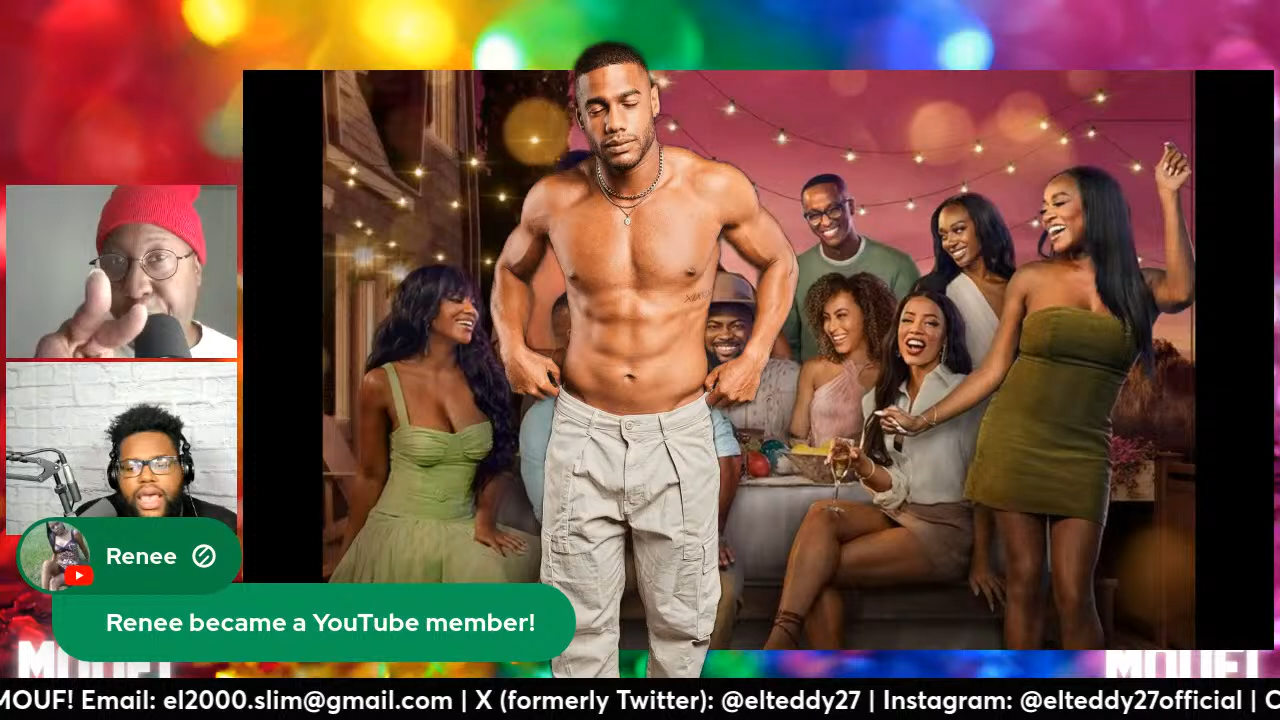 Renee
Renee became a YouTube member!
MOUF! Email: el2000.slim@gmail.com | X (formerly Twitter): @elteddy27 | Instagram: @elteddy27official |